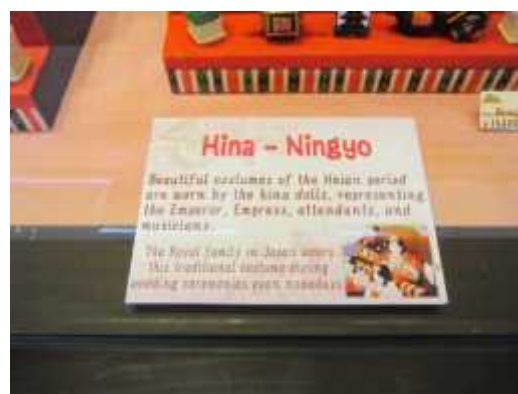 Hina - Ningyo
Beautiful costumes of the Heian period
are worn by the hina dolls, representing
the Emperor, Empress, attendants, and
musicians.
The Royal family in Japan wears
this traditional costume during
wedding ceremonies even nowadays.